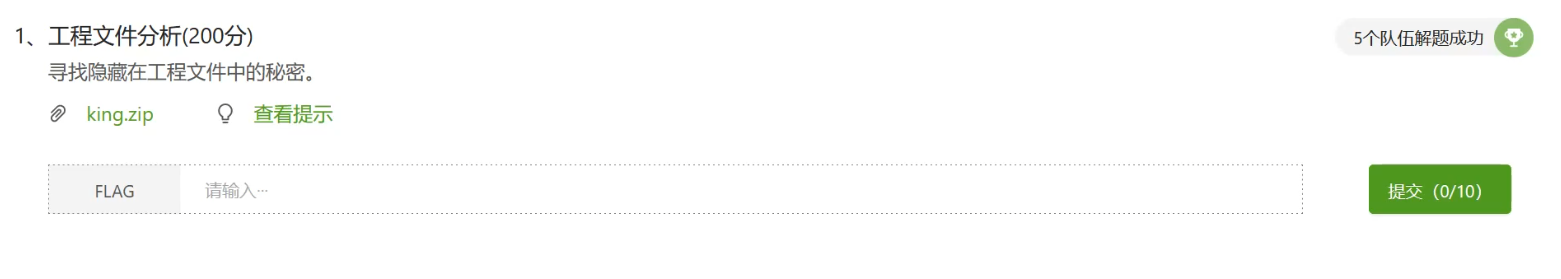 1、工程文件分析(200分)
5个队伍解题成功
寻找隐藏在工程文件中的秘密。
king.zip 查看提示
FLAG 请输入... 提交（0/10）